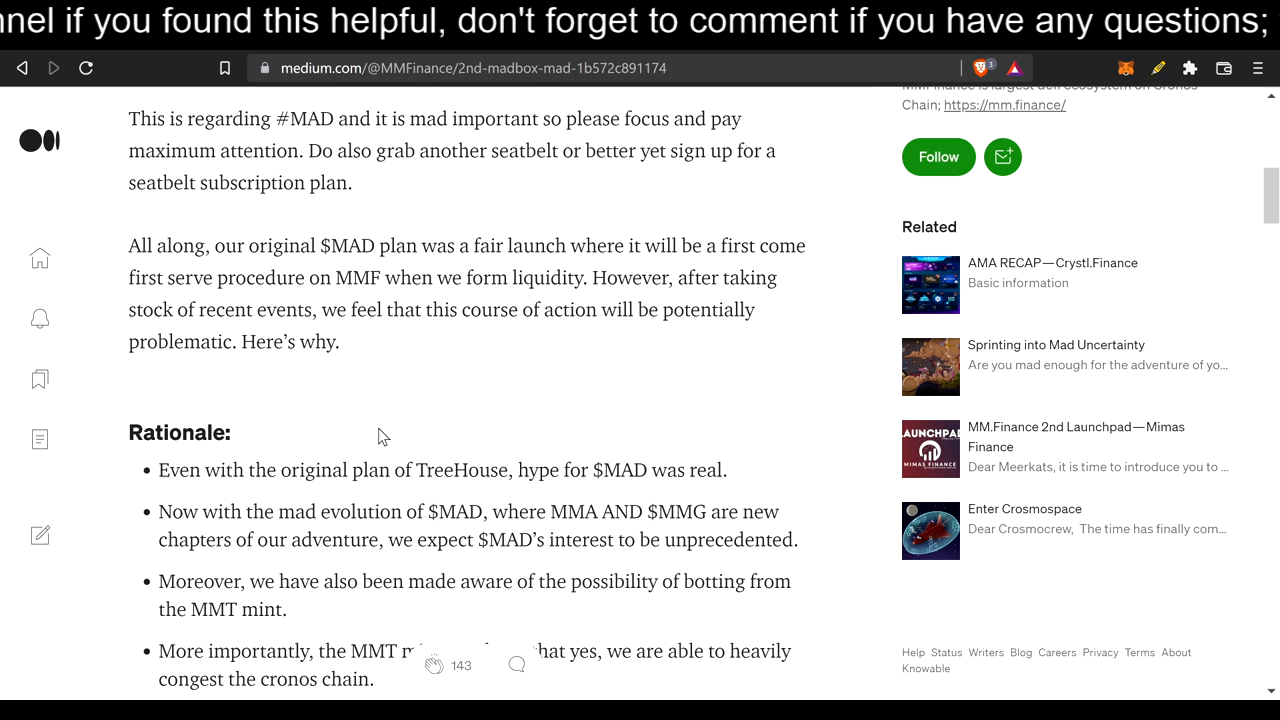 nnel if you found this helpful, don't forget to comment if you have any questions;
medium.com/@MMFinance/2nd-madbox-mad-1b572c891174
3
This is regarding #MAD and it is mad important so please focus and pay
maximum attention. Do also grab another seatbelt or better yet sign up for a
seatbelt subscription plan.
All along, our original $MAD plan was a fair launch where it will be a first come
first serve procedure on MMF when we form liquidity. However, after taking
stock of recent events, we feel that this course of action will be potentially
problematic. Here’s why.
Rationale:
• Even with the original plan of TreeHouse, hype for $MAD was real.
• Now with the mad evolution of $MAD, where MMA AND $MMG are new
chapters of our adventure, we expect $MAD’s interest to be unprecedented.
• Moreover, we have also been made aware of the possibility of botting from
the MMT mint.
• More importantly, the MMT that yes, we are able to heavily
congest the cronos chain.
143
MMFinance is largest defi ecosystem on Cronos
Chain; https://mm.finance/
Follow
Related
AMA RECAP — Crystl.Finance
Basic information
Sprinting into Mad Uncertainty
Are you mad enough for the adventure of yo...
LAUNCHPAD
MIMAS FINANCE
MM.Finance 2nd Launchpad — Mimas
Finance
Dear Meerkats, it is time to introduce you to ...
Enter Crosmospace
Dear Crosmocrew, The time has finally com...
Help Status Writers Blog Careers Privacy Terms About
Knowable